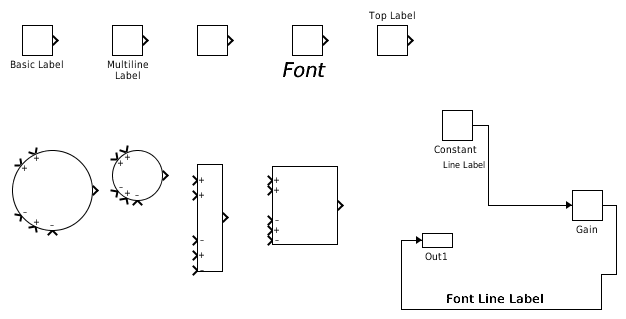 Top Label
Basic Label
Multiline
Label
Font
Constant
Line Label
Gain
Out1
Font Line Label
+
+
-
+
-
+
+
-
+
-
+
+
-
+
-
+
+
-
+
-